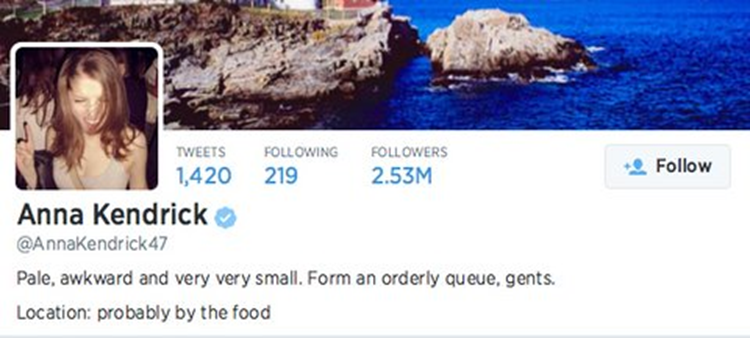 TWEETS FOLLOWING FOLLOWERS
1,420 219 2.53M
Follow
Anna Kendrick
@AnnaKendrick47
Pale, awkward and very very small. Form an orderly queue, gents.
Location: probably by the food